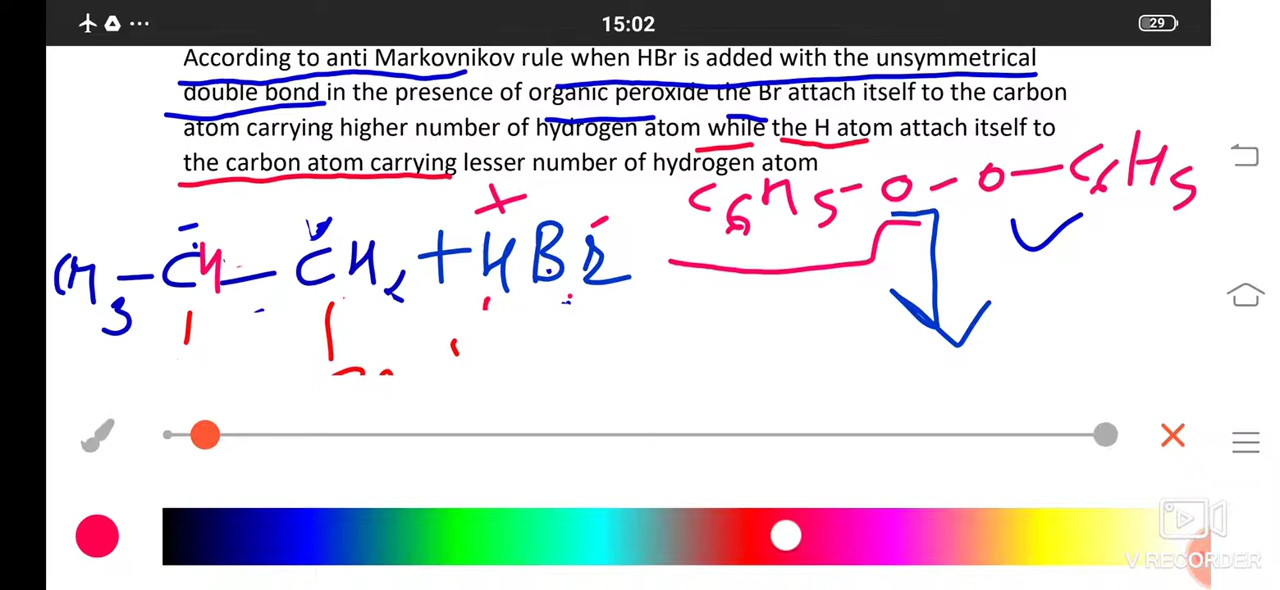 15:02
29
According to anti Markovnikov rule when HBr is added with the unsymmetrical
double bond in the presence of organic peroxide the Br attach itself to the carbon
atom carrying higher number of hydrogen atom while the H atom attach itself to
the carbon atom carrying lesser number of hydrogen atom
C6H5-O-O-C6H5
CH3-CH-CH2+HBr
V RECORDER